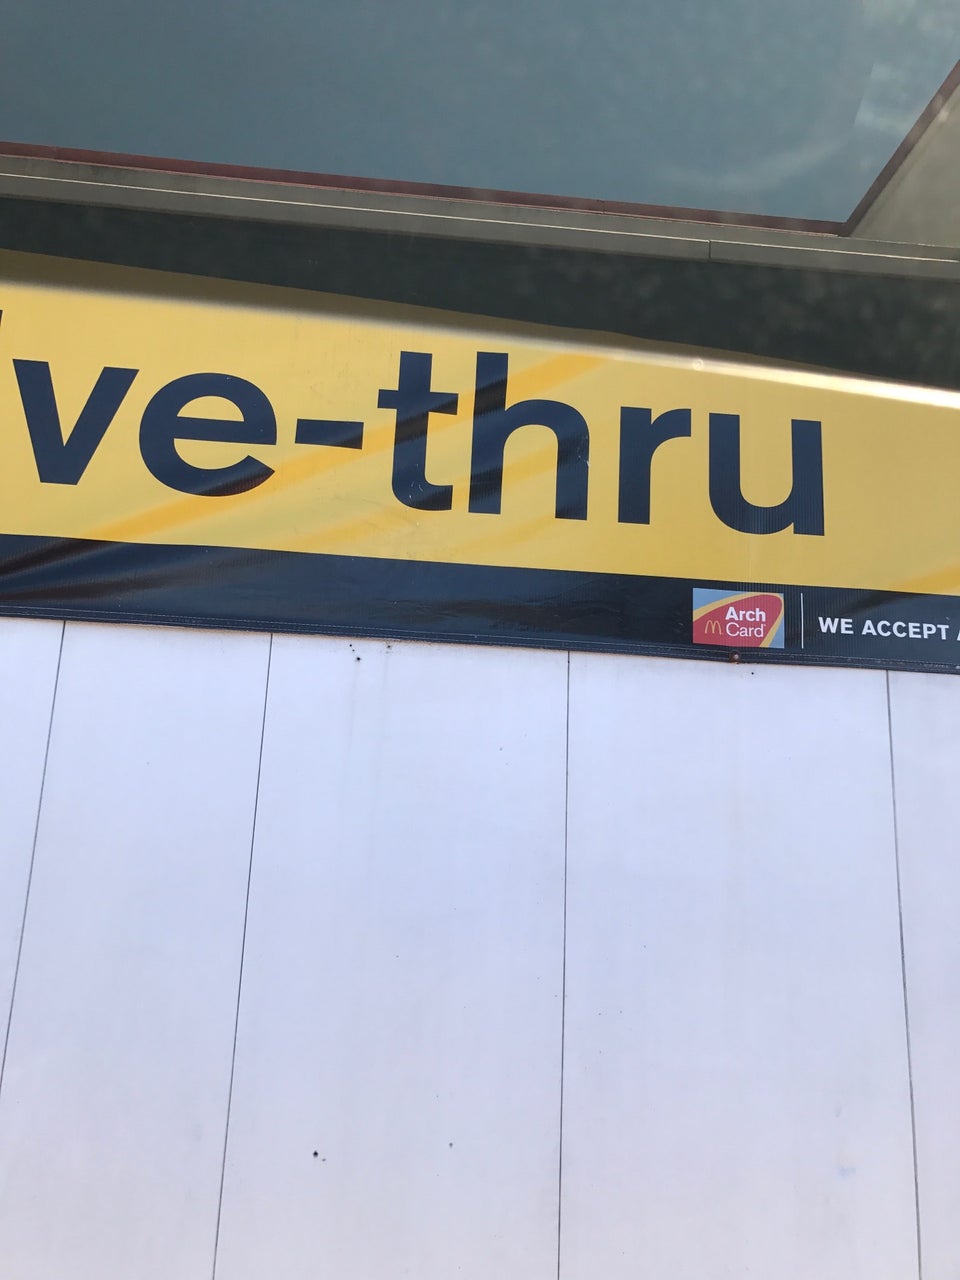 ve-thru
Arch
Card
WE ACCEPT